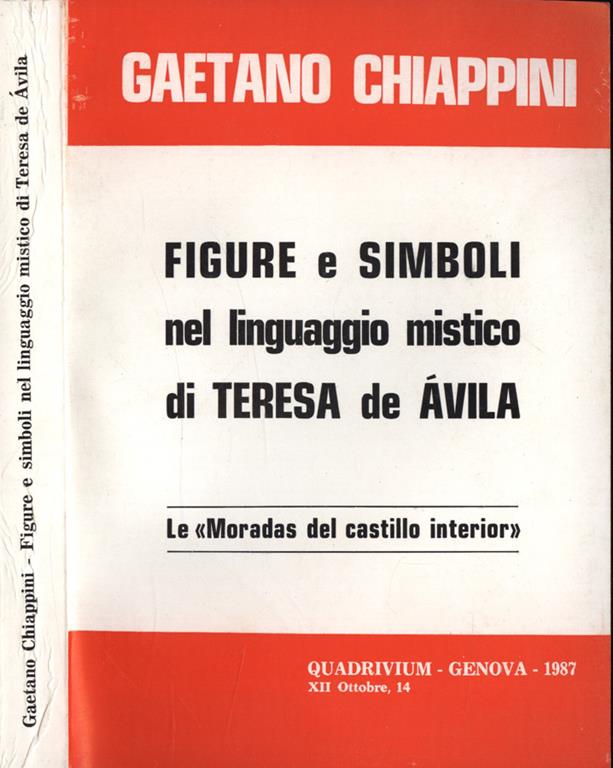 Gaetano Chiappini - Figure e simboli nel linguaggio mistico di Teresa de Ávila
GAETANO CHIAPPINI
FIGURE e SIMBOLI
nel linguaggio mistico
di TERESA de ÁVILA
Le «Moradas del castillo interior»
QUADRIVIUM - GENOVA - 1987
XII Ottobre, 14